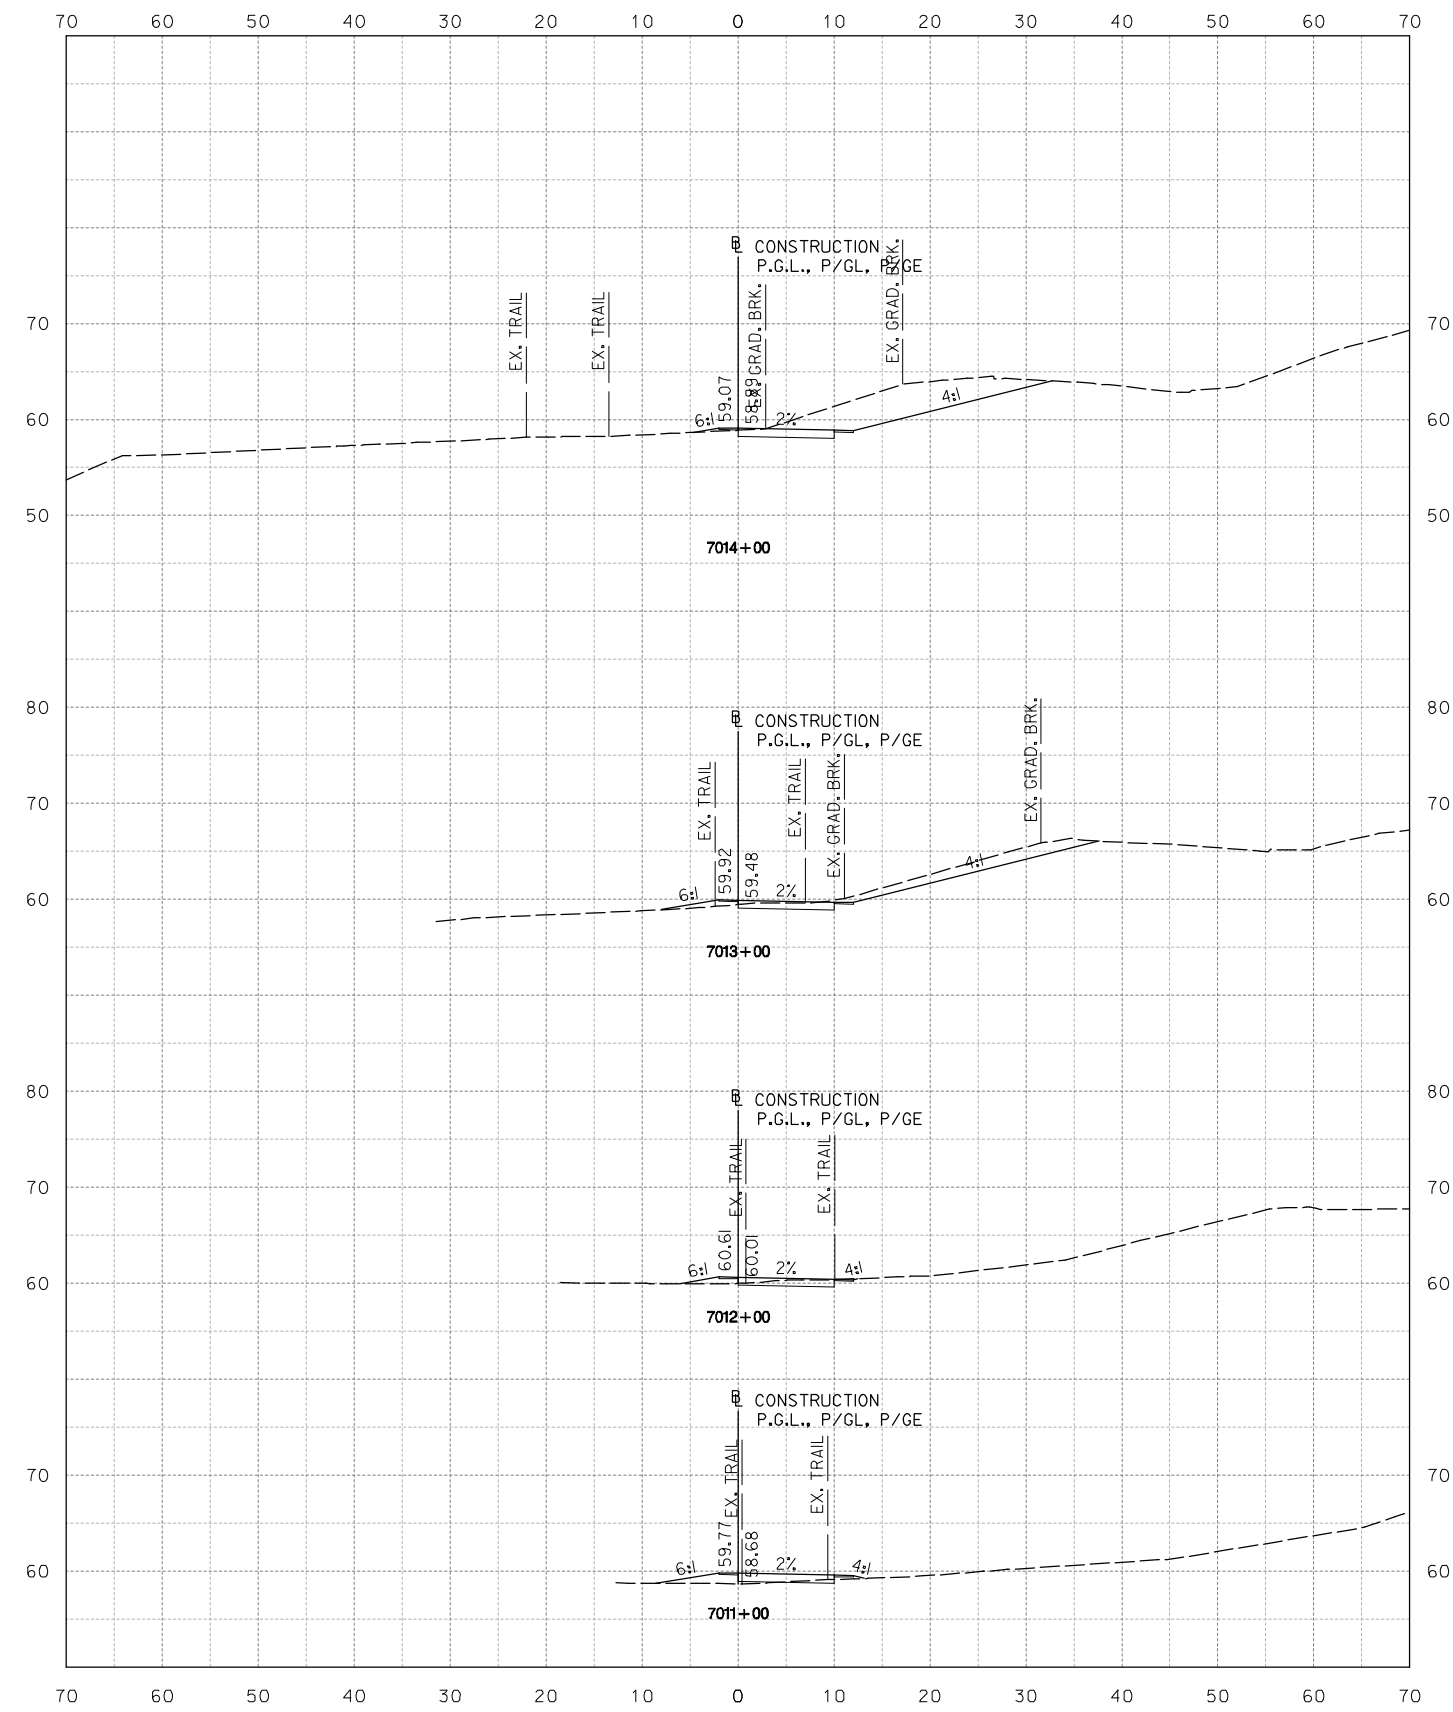 70 60 50 40 30 20 10 0 10 20 30 40 50 60 70
℄ CONSTRUCTION
P.G.L., P/GL, P/GE
EX. TRAIL
EX. TRAIL
EX. GRAD. BRK.
EX. GRAD. BRK.
70 70
59.07
58.89
6:1
2%
4:1
60 60
50 50
7014+00
80 80
℄ CONSTRUCTION
P.G.L., P/GL, P/GE
EX. TRAIL
EX. TRAIL
EX. GRAD. BRK.
EX. GRAD. BRK.
70 70
59.92
59.48
6:1
2%
4:1
60 60
7013+00
80 80
℄ CONSTRUCTION
P.G.L., P/GL, P/GE
EX. TRAIL
EX. TRAIL
70 70
60.61
60.01
6:1
2%
4:1
60 60
7012+00
℄ CONSTRUCTION
P.G.L., P/GL, P/GE
EX. TRAIL
EX. TRAIL
70 70
59.77
58.68
6:1
2%
4:1
60 60
7011+00
70 60 50 40 30 20 10 0 10 20 30 40 50 60 70